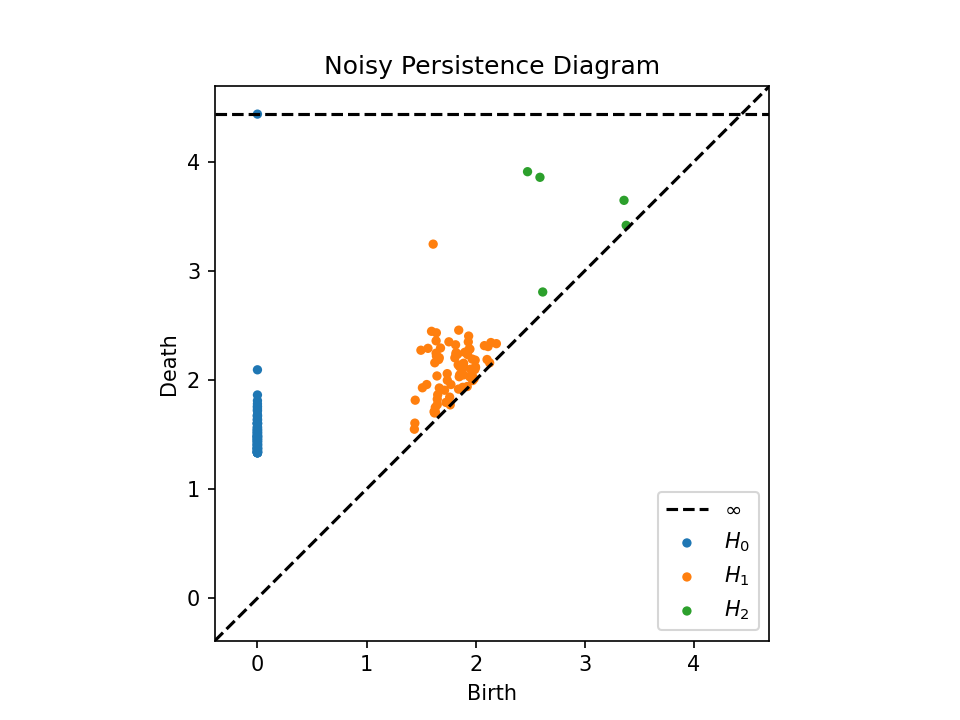 Noisy Persistence Diagram
Death
4
3
2
1
0
0 1 2 3 4
Birth
∞
H₀
H₁
H₂